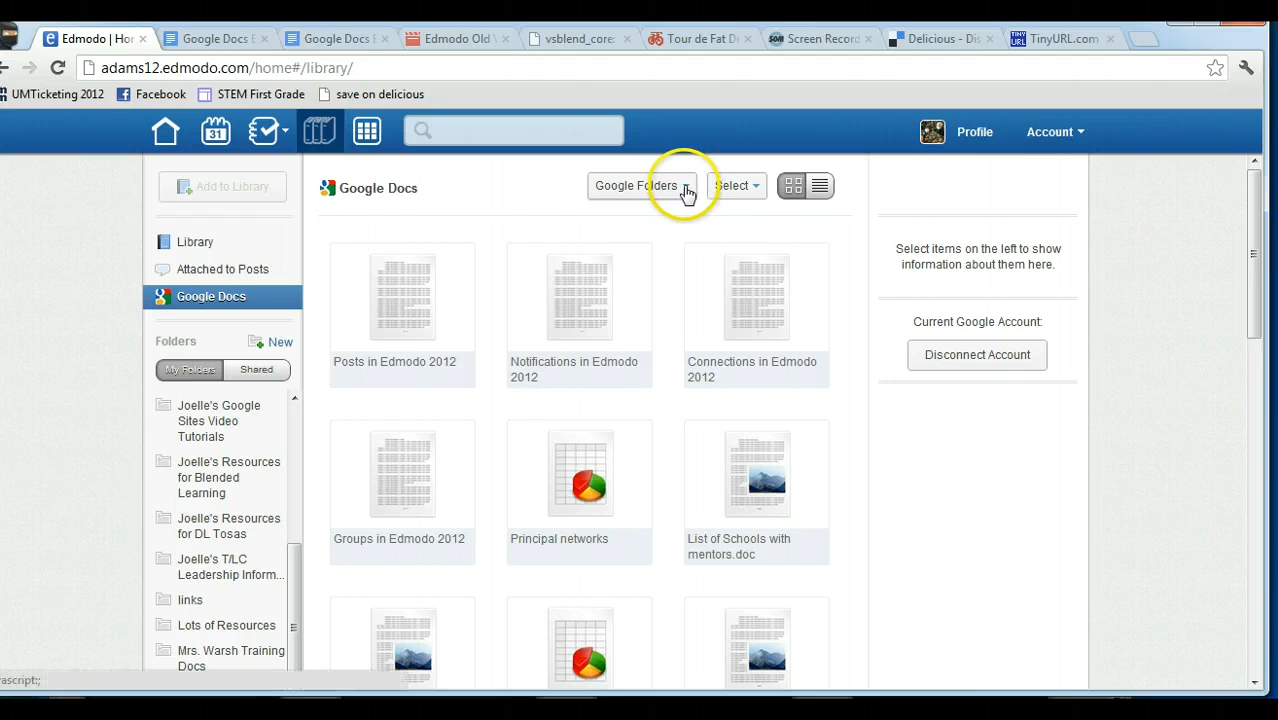 Edmodo | Hor
Google Docs E
Google Docs E
Edmodo Old V
vsblend_core:
Tour de Fat D
Screen Record
Delicious - Dis
TinyURL.com
adams12.edmodo.com/home#/library/
UMTicketing 2012
Facebook
STEM First Grade
save on delicious
31
Profile
Account
Add to Library
Google Docs
Google Folders
Select
Library
Attached to Posts
Google Docs
Folders
New
My Folders
Shared
Joelle's Google
Sites Video
Tutorials
Joelle's Resources
for Blended
Learning
Joelle's Resources
for DL Tosas
Joelle's T/LC
Leadership Inform...
links
Lots of Resources
Mrs. Warsh Training
Docs
Posts in Edmodo 2012
Notifications in Edmodo
2012
Connections in Edmodo
2012
Groups in Edmodo 2012
Principal networks
List of Schools with
mentors.doc
Select items on the left to show
information about them here.
Current Google Account:
Disconnect Account
ascript:;